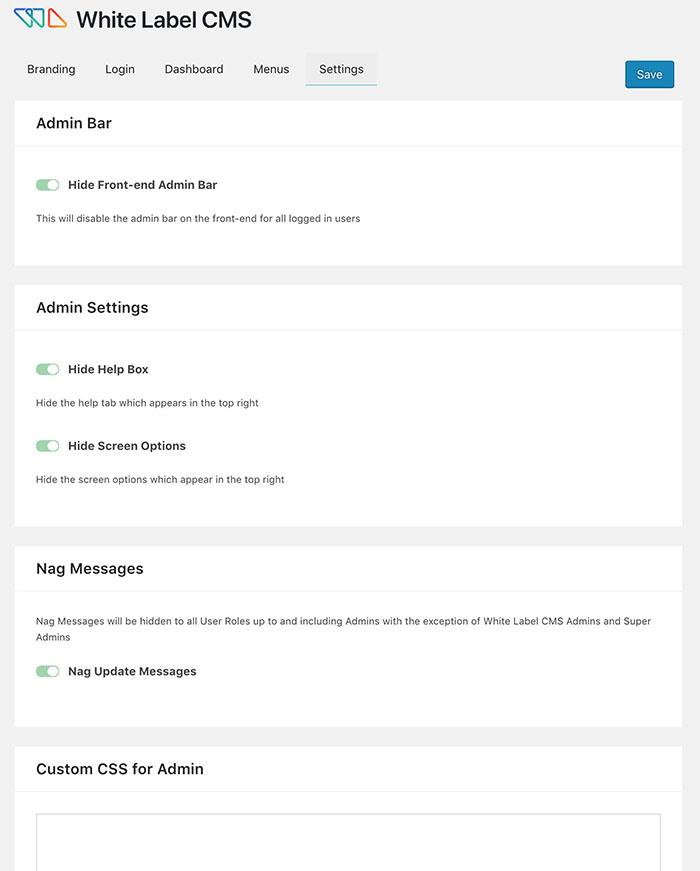 White Label CMS
Branding Login Dashboard Menus Settings Save
Admin Bar
Hide Front-end Admin Bar
This will disable the admin bar on the front-end for all logged in users
Admin Settings
Hide Help Box
Hide the help tab which appears in the top right
Hide Screen Options
Hide the screen options which appear in the top right
Nag Messages
Nag Messages will be hidden to all User Roles up to and including Admins with the exception of White Label CMS Admins and Super
Admins
Nag Update Messages
Custom CSS for Admin